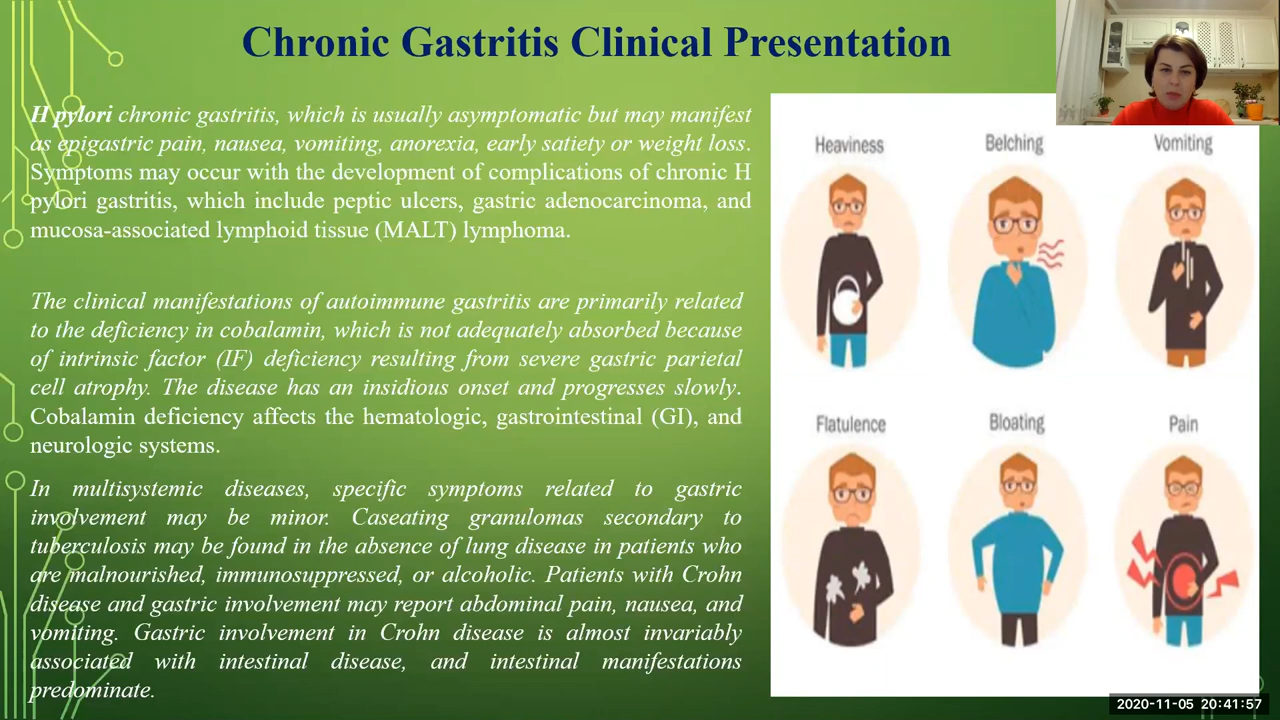 Chronic Gastritis Clinical Presentation
H pylori chronic gastritis, which is usually asymptomatic but may manifest
as epigastric pain, nausea, vomiting, anorexia, early satiety or weight loss.
Symptoms may occur with the development of complications of chronic H
pylori gastritis, which include peptic ulcers, gastric adenocarcinoma, and
mucosa-associated lymphoid tissue (MALT) lymphoma.
The clinical manifestations of autoimmune gastritis are primarily related
to the deficiency in cobalamin, which is not adequately absorbed because
of intrinsic factor (IF) deficiency resulting from severe gastric parietal
cell atrophy. The disease has an insidious onset and progresses slowly.
Cobalamin deficiency affects the hematologic, gastrointestinal (GI), and
neurologic systems.
In multisystemic diseases, specific symptoms related to gastric
involvement may be minor. Caseating granulomas secondary to
tuberculosis may be found in the absence of lung disease in patients who
are malnourished, immunosuppressed, or alcoholic. Patients with Crohn
disease and gastric involvement may report abdominal pain, nausea, and
vomiting. Gastric involvement in Crohn disease is almost invariably
associated with intestinal disease, and intestinal manifestations
predominate.
Heaviness Belching Vomiting
Flatulence Bloating Pain
2020-11-05 20:41:57